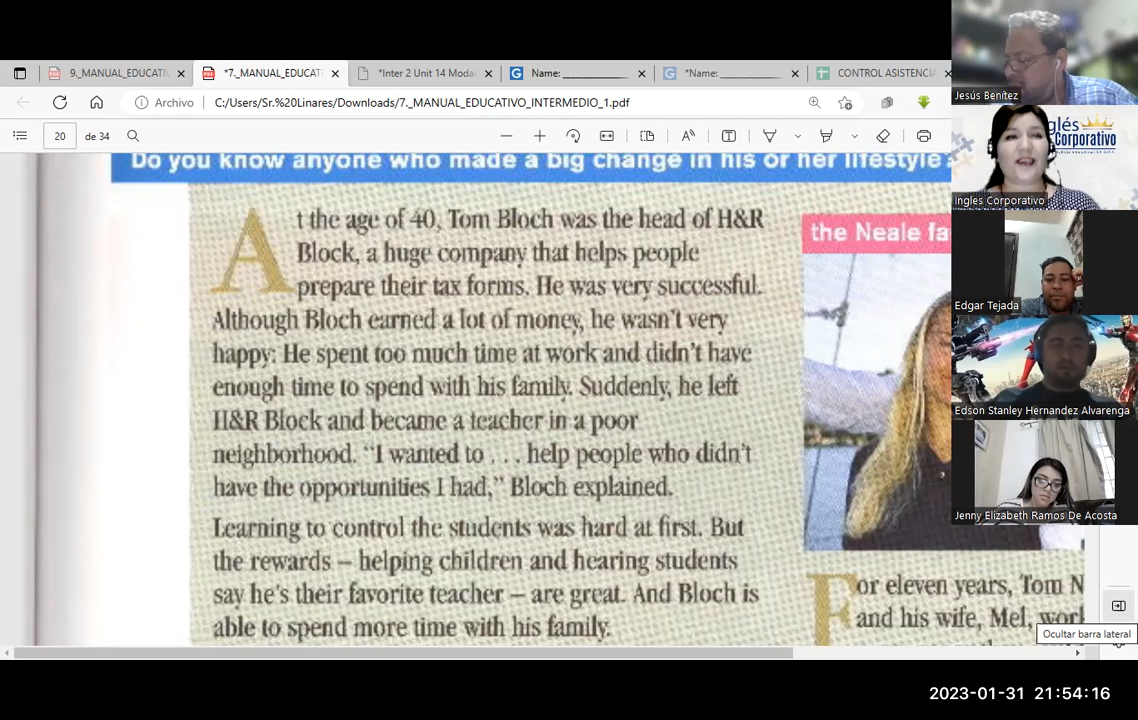 9._MANUAL_EDUCATIV
*7._MANUAL_EDUCAT
*Inter 2 Unit 14 Moda
Name: ____________
*Name: ____________
CONTROL ASISTENCIA
Archivo
C:/Users/Sr.%20Linares/Downloads/7._MANUAL_EDUCATIVO_INTERMEDIO_1.pdf
20
de 34
Do you know anyone who made a big change in his or her lifestyle?
At the age of 40, Tom Bloch was the head of H&R
Block, a huge company that helps people
prepare their tax forms. He was very successful.
Although Bloch earned a lot of money, he wasn't very
happy: He spent too much time at work and didn't have
enough time to spend with his family. Suddenly, he left
H&R Block and became a teacher in a poor
neighborhood. “I wanted to . . . help people who didn't
have the opportunities I had,” Bloch explained.
Learning to control the students was hard at first. But
the rewards – helping children and hearing students
say he's their favorite teacher – are great. And Bloch is
able to spend more time with his family.
the Neale fa
For eleven years, Tom N
and his wife, Mel, work
Ocultar barra lateral
Jesús Benítez
Inglés
Corporativo
Ingles Corporativo
Edgar Tejada
Edson Stanley Hernandez Alvarenga
Jenny Elizabeth Ramos De Acosta
2023-01-31 21:54:16